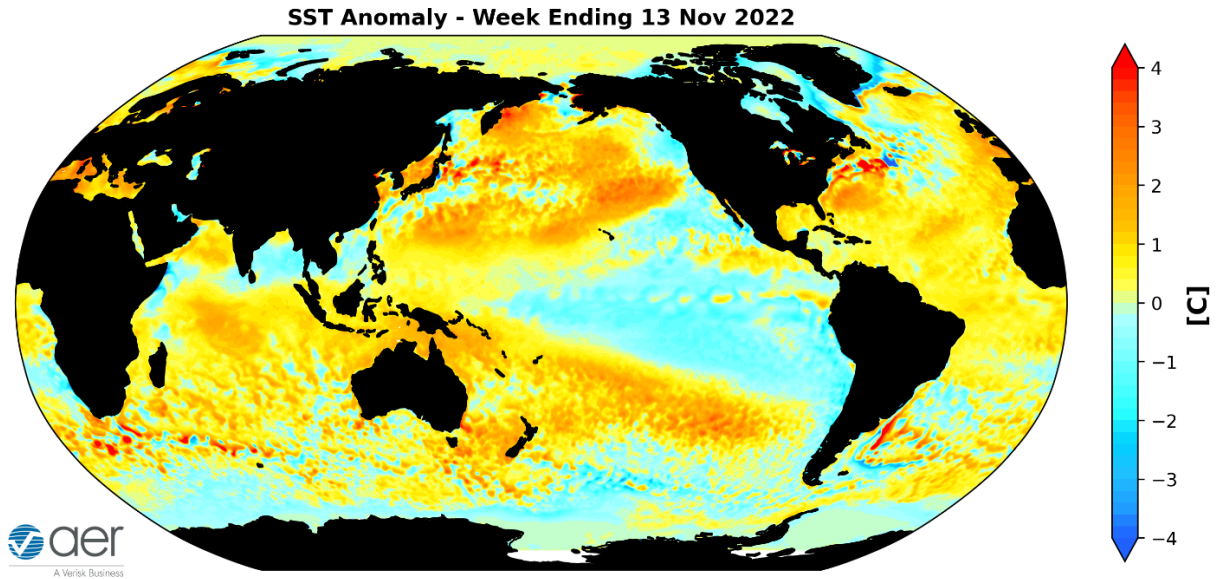 SST Anomaly - Week Ending 13 Nov 2022
4
3
2
1
0
−1
−2
−3
−4
[C]
aer
A Verisk Business